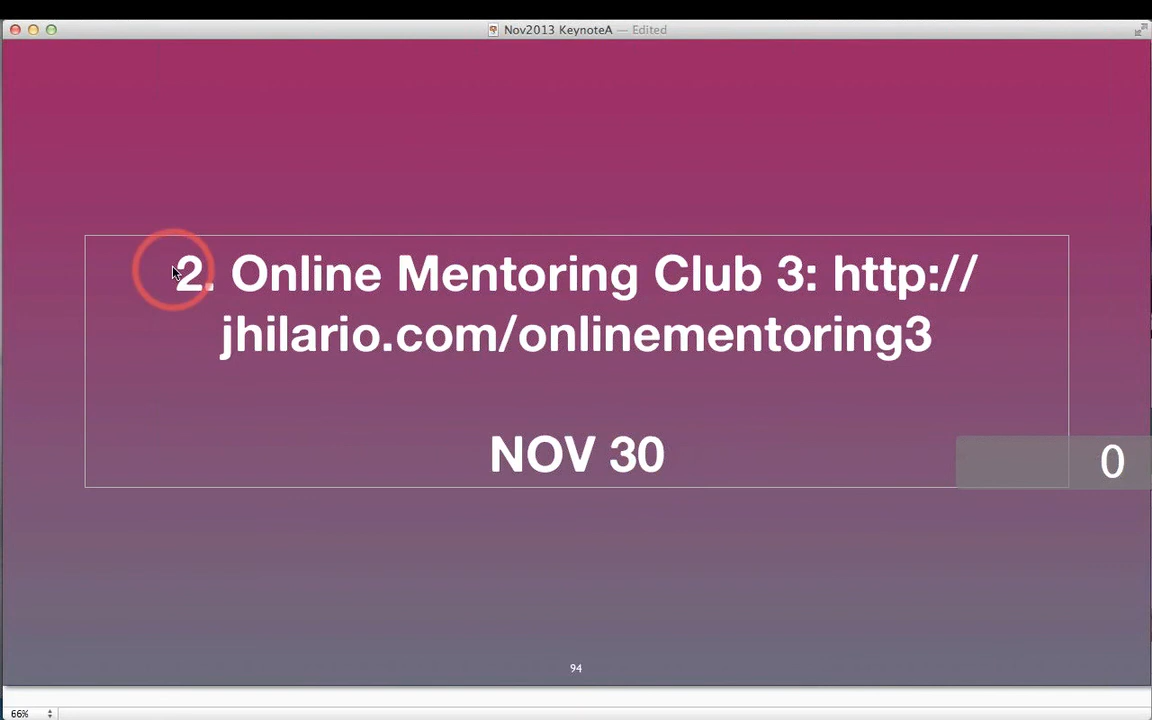 Nov2013 KeynoteA — Edited
2. Online Mentoring Club 3: http://
jhilario.com/onlinementoring3
NOV 30
0
94
66%